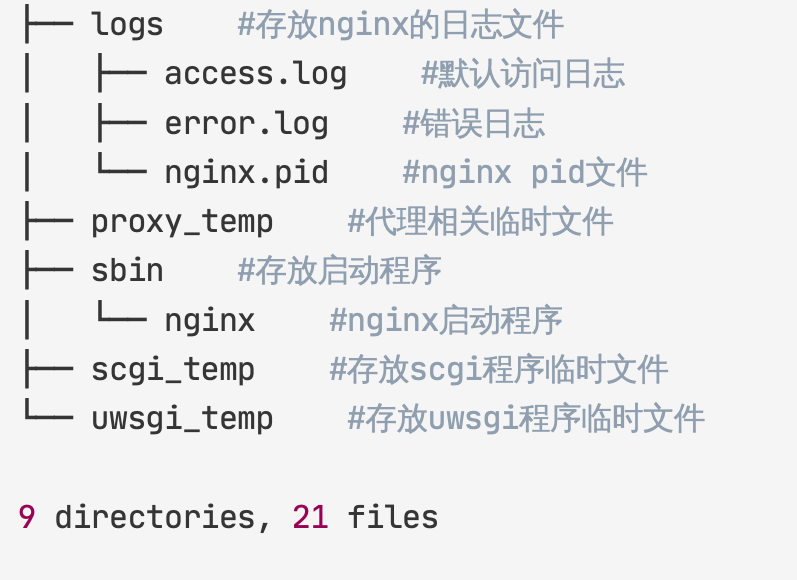 ├── logs    #存放nginx的日志文件
│   ├── access.log    #默认访问日志
│   ├── error.log    #错误日志
│   └── nginx.pid    #nginx pid文件
├── proxy_temp    #代理相关临时文件
├── sbin    #存放启动程序
│   └── nginx    #nginx启动程序
├── scgi_temp    #存放scgi程序临时文件
└── uwsgi_temp    #存放uwsgi程序临时文件
9 directories, 21 files